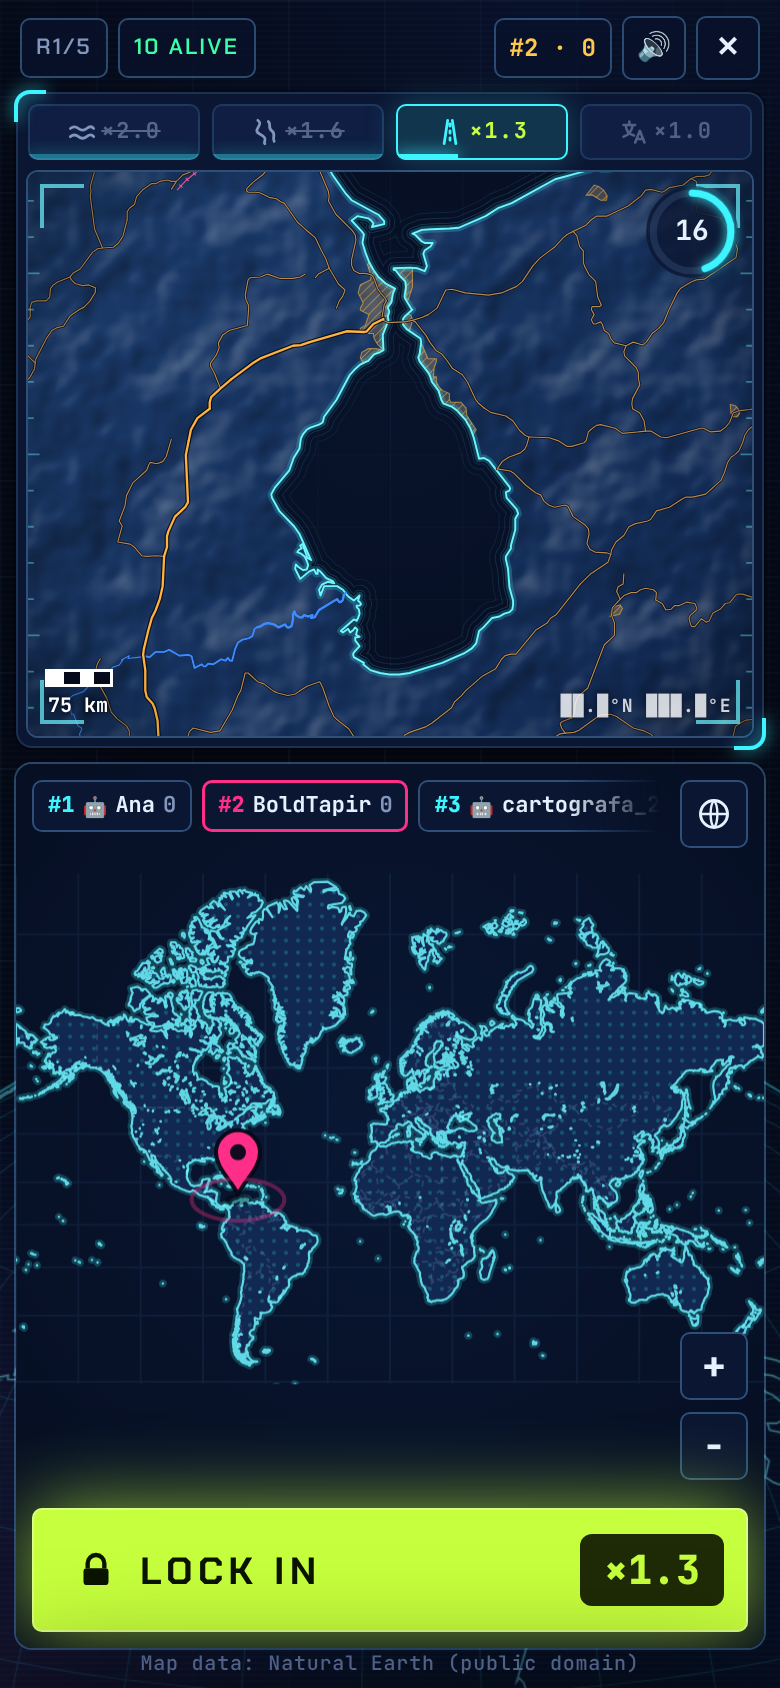 R1/5
10 ALIVE
#2 · 0
×2.0
×1.6
×1.3
×1.0
16
75 km
██.█°N ███.█°E
#1 Ana 0
#2 BoldTapir 0
#3 cartografa_2
LOCK IN
×1.3
Map data: Natural Earth (public domain)